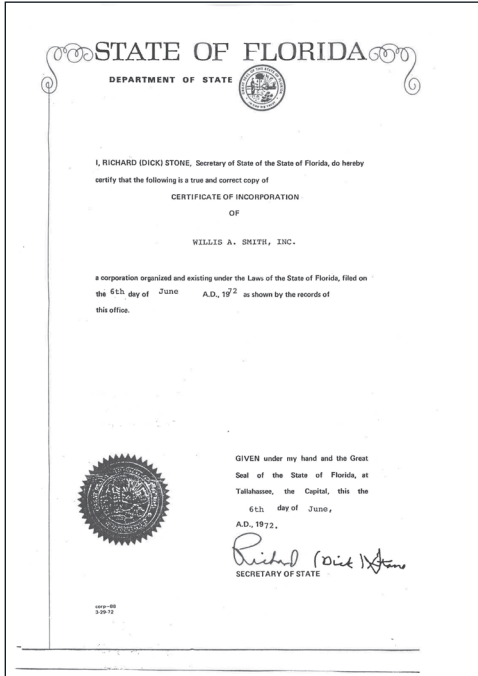 STATE OF FLORIDA
DEPARTMENT OF STATE
I, RICHARD (DICK) STONE, Secretary of State of the State of Florida, do hereby
certify that the following is a true and correct copy of
CERTIFICATE OF INCORPORATION
OF
WILLIS A. SMITH, INC.
a corporation organized and existing under the Laws of the State of Florida, filed on
the 6th day of June A.D., 1972 as shown by the records of
this office.
GIVEN under my hand and the Great
Seal of the State of Florida, at
Tallahassee, the Capital, this the
6th day of June,
A.D., 1972.
Richard (Dick) Stone
SECRETARY OF STATE
corp-88
3-29-72